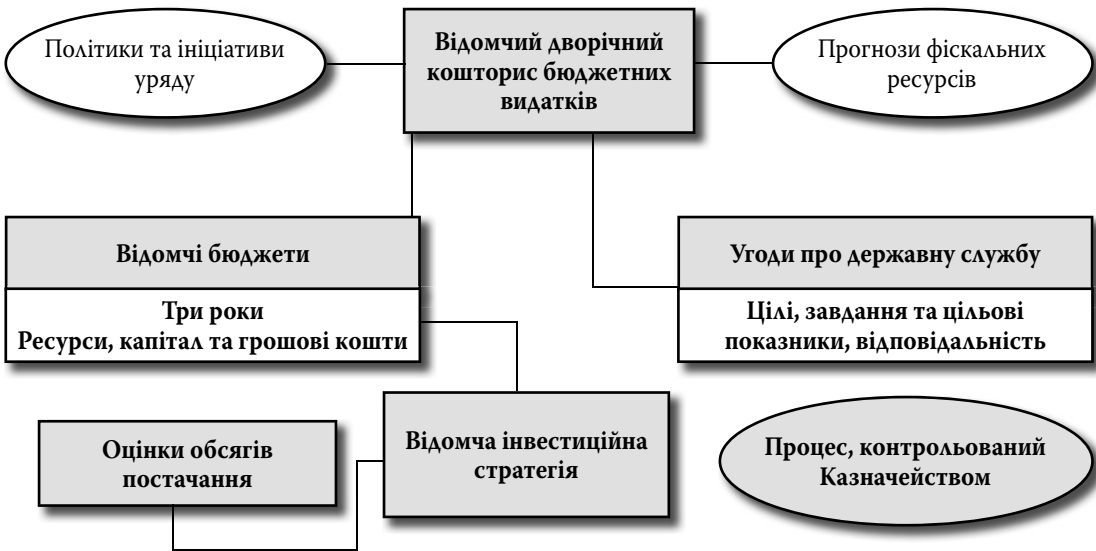 Політики та ініціативи
уряду
Відомчий дворічний
кошторис бюджетних
видатків
Прогнози фіскальних
ресурсів
Відомчі бюджети
Три роки
Ресурси, капітал та грошові кошти
Угоди про державну службу
Цілі, завдання та цільові
показники, відповідальність
Оцінки обсягів
постачання
Відомча інвестиційна
стратегія
Процес, контрольований
Казначейством